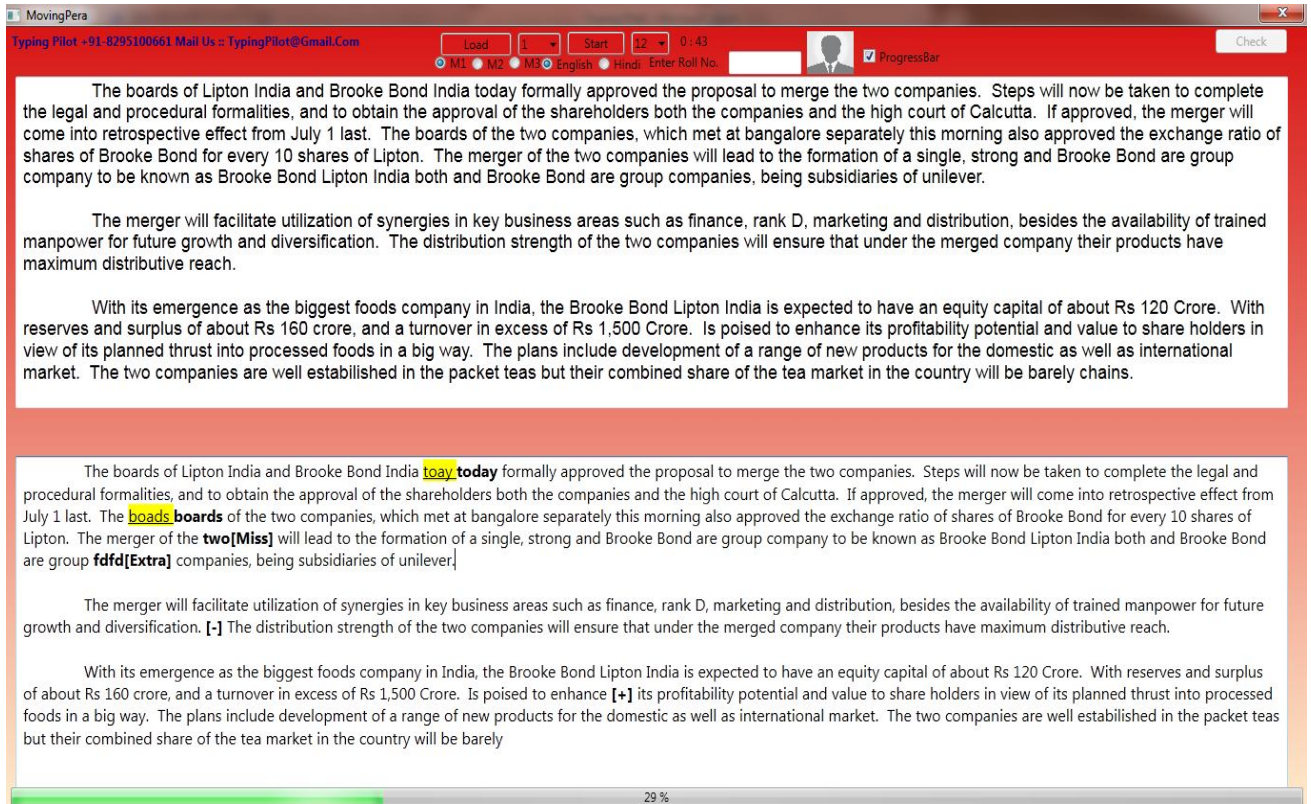 MovingPera
X
Typing Pilot +91-8295100661 Mail Us :: TypingPilot@Gmail.Com
Load 1 Start 12 0 : 43
M1 M2 M3 English Hindi Enter Roll No.
ProgressBar
Check
The boards of Lipton India and Brooke Bond India today formally approved the proposal to merge the two companies. Steps will now be taken to complete
the legal and procedural formalities, and to obtain the approval of the shareholders both the companies and the high court of Calcutta. If approved, the merger will
come into retrospective effect from July 1 last. The boards of the two companies, which met at bangalore separately this morning also approved the exchange ratio of
shares of Brooke Bond for every 10 shares of Lipton. The merger of the two companies will lead to the formation of a single, strong and Brooke Bond are group
company to be known as Brooke Bond Lipton India both and Brooke Bond are group companies, being subsidiaries of unilever.
The merger will facilitate utilization of synergies in key business areas such as finance, rank D, marketing and distribution, besides the availability of trained
manpower for future growth and diversification. The distribution strength of the two companies will ensure that under the merged company their products have
maximum distributive reach.
With its emergence as the biggest foods company in India, the Brooke Bond Lipton India is expected to have an equity capital of about Rs 120 Crore. With
reserves and surplus of about Rs 160 crore, and a turnover in excess of Rs 1,500 Crore. Is poised to enhance its profitability potential and value to share holders in
view of its planned thrust into processed foods in a big way. The plans include development of a range of new products for the domestic as well as international
market. The two companies are well estabilished in the packet teas but their combined share of the tea market in the country will be barely chains.
The boards of Lipton India and Brooke Bond India toay today formally approved the proposal to merge the two companies. Steps will now be taken to complete the legal and
procedural formalities, and to obtain the approval of the shareholders both the companies and the high court of Calcutta. If approved, the merger will come into retrospective effect from
July 1 last. The boads boards of the two companies, which met at bangalore separately this morning also approved the exchange ratio of shares of Brooke Bond for every 10 shares of
Lipton. The merger of the two[Miss] will lead to the formation of a single, strong and Brooke Bond are group company to be known as Brooke Bond Lipton India both and Brooke Bond
are group fdfd[Extra] companies, being subsidiaries of unilever.
The merger will facilitate utilization of synergies in key business areas such as finance, rank D, marketing and distribution, besides the availability of trained manpower for future
growth and diversification. [-] The distribution strength of the two companies will ensure that under the merged company their products have maximum distributive reach.
With its emergence as the biggest foods company in India, the Brooke Bond Lipton India is expected to have an equity capital of about Rs 120 Crore. With reserves and surplus
of about Rs 160 crore, and a turnover in excess of Rs 1,500 Crore. Is poised to enhance [+] its profitability potential and value to share holders in view of its planned thrust into processed
foods in a big way. The plans include development of a range of new products for the domestic as well as international market. The two companies are well estabilished in the packet teas
but their combined share of the tea market in the country will be barely
29 %